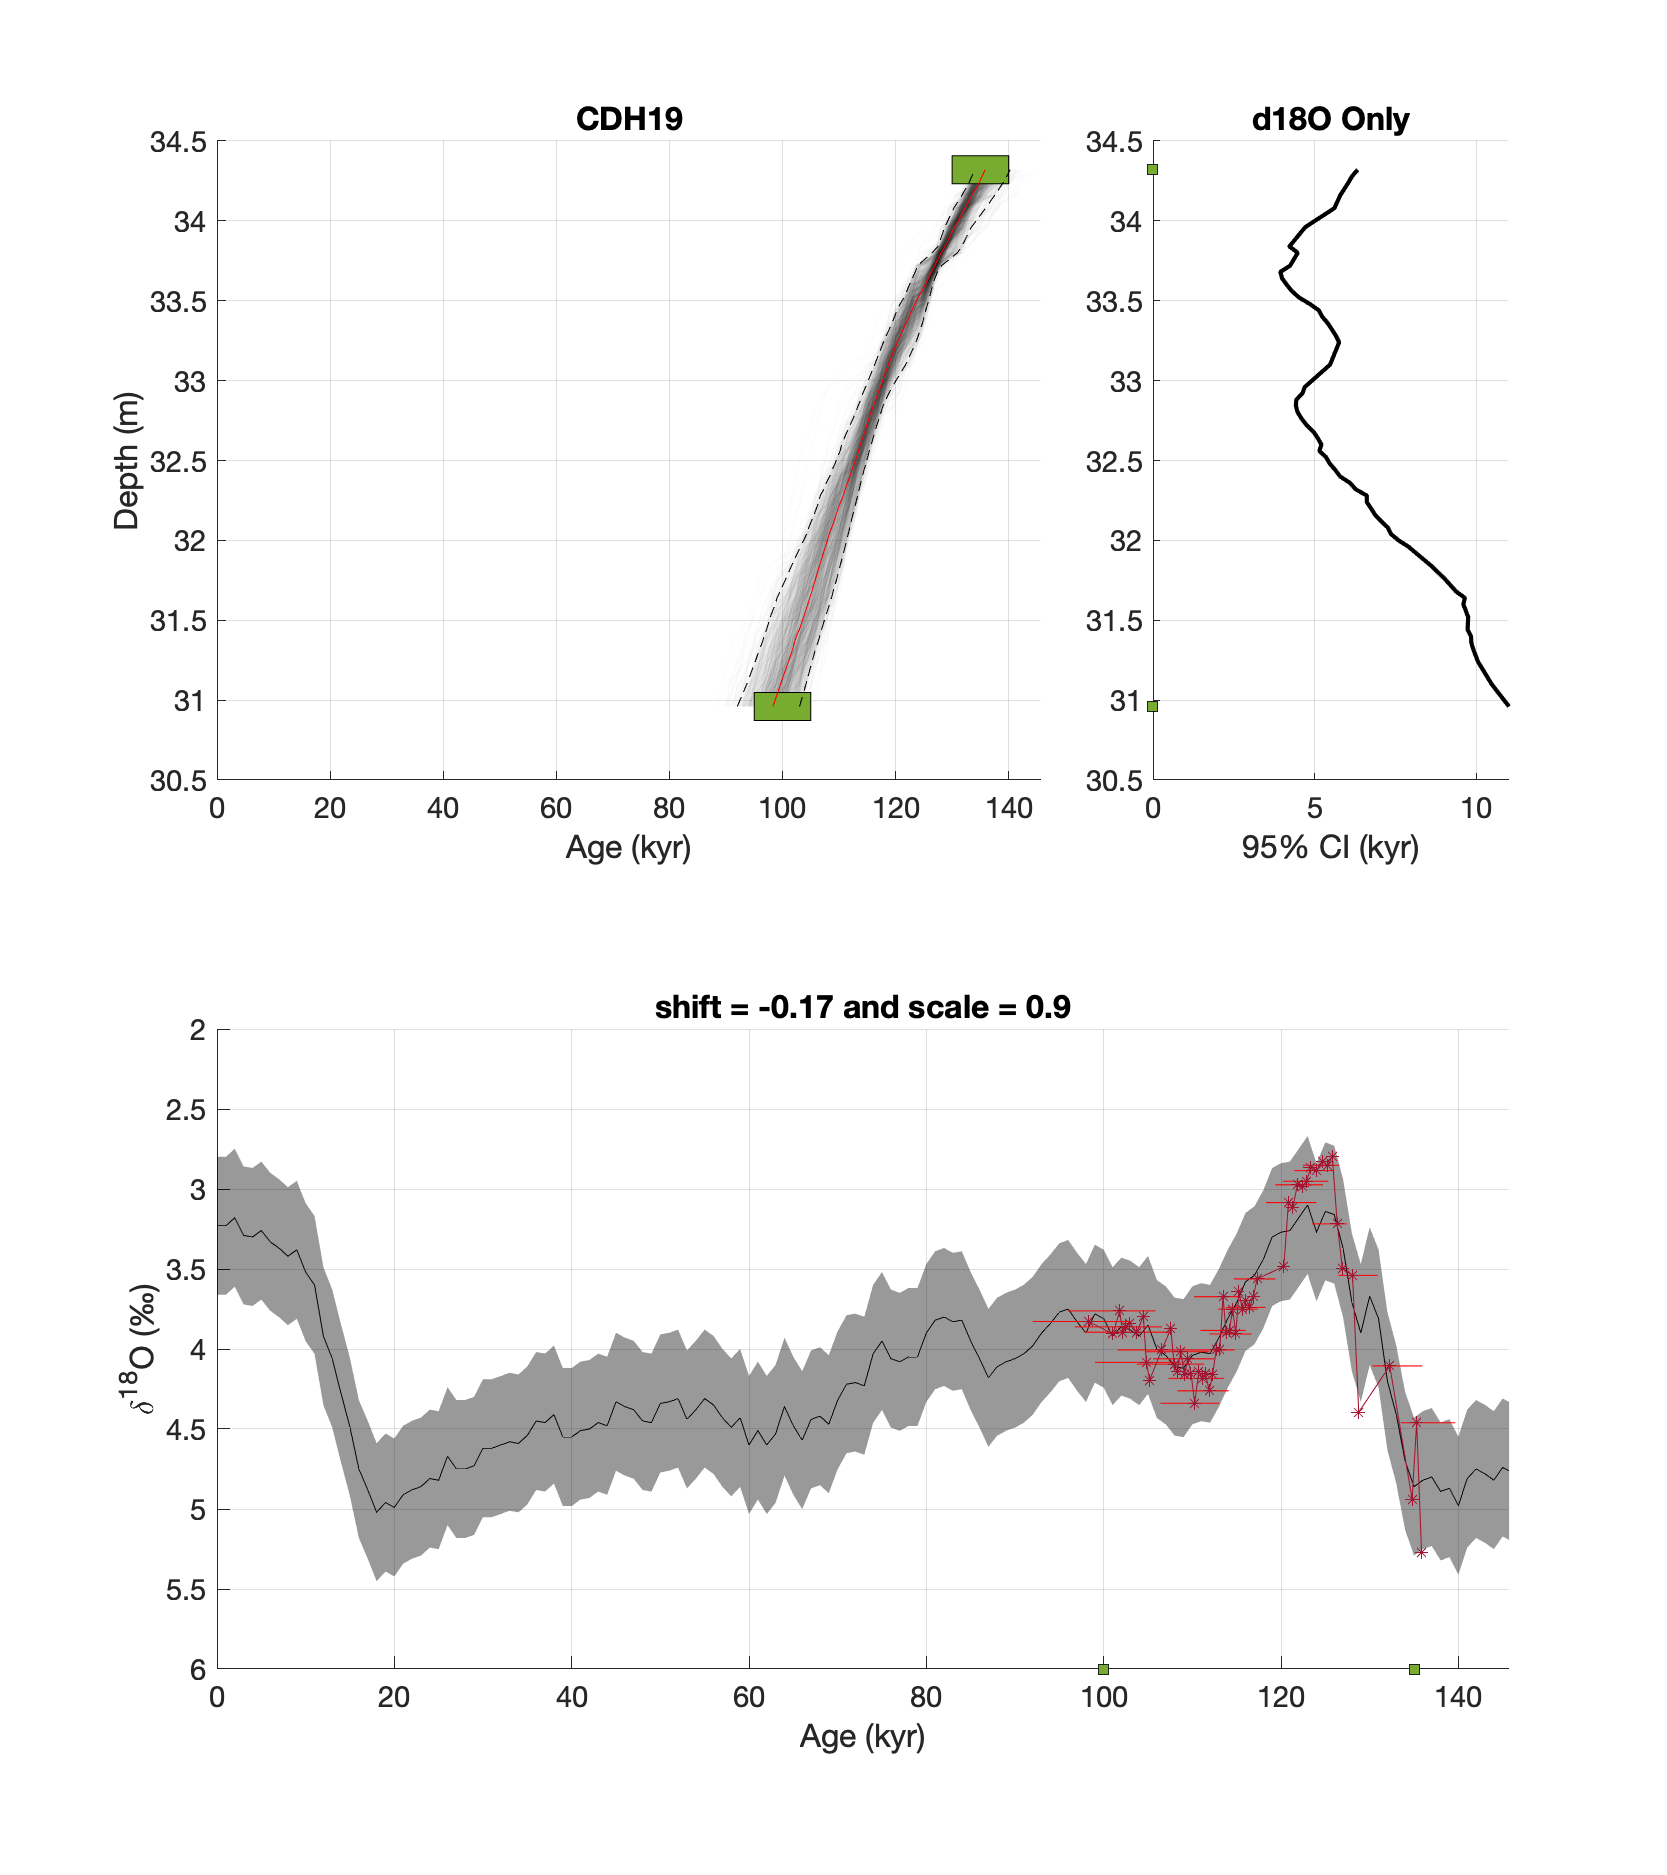 CDH19
34.5
34
33.5
33
32.5
32
31.5
31
30.5
Depth (m)
0 20 40 60 80 100 120 140
Age (kyr)
d18O Only
34.5
34
33.5
33
32.5
32
31.5
31
30.5
0 5 10
95% CI (kyr)
shift = -0.17 and scale = 0.9
2
2.5
3
3.5
4
4.5
5
5.5
6
δ¹⁸O (‰)
0 20 40 60 80 100 120 140
Age (kyr)